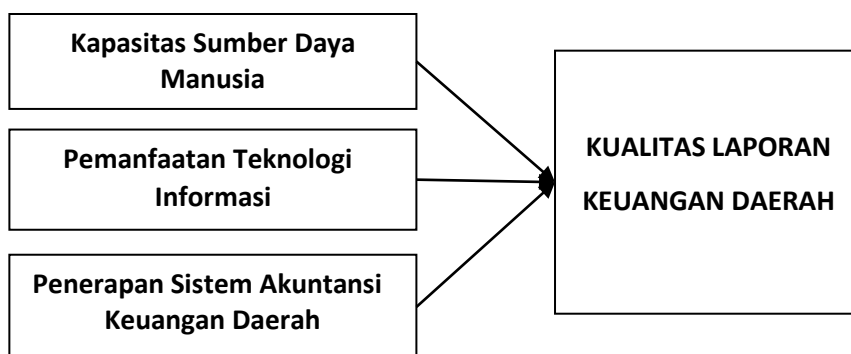 Kapasitas Sumber Daya
Manusia
Pemanfaatan Teknologi
Informasi
Penerapan Sistem Akuntansi
Keuangan Daerah
KUALITAS LAPORAN
KEUANGAN DAERAH